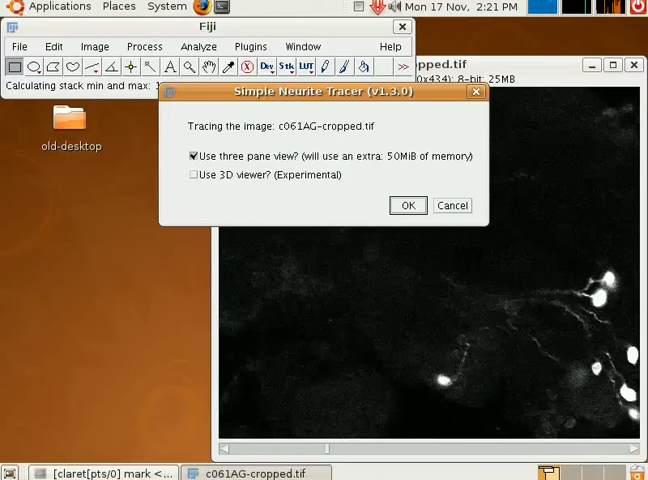 Applications Places System Mon 17 Nov, 2:21 PM
Fiji
File Edit Image Process Analyze Plugins Window Help
A Dev Stk LUT >>
Calculating stack min and max:
opped.tif
0x434); 8-bit; 25MB
Simple Neurite Tracer (v1.3.0)
Tracing the image: c061AG-cropped.tif
Use three pane view? (will use an extra: 50MiB of memory)
Use 3D viewer? (Experimental)
OK Cancel
old-desktop
[claret[pts/0] mark <... c061AG-cropped.tif